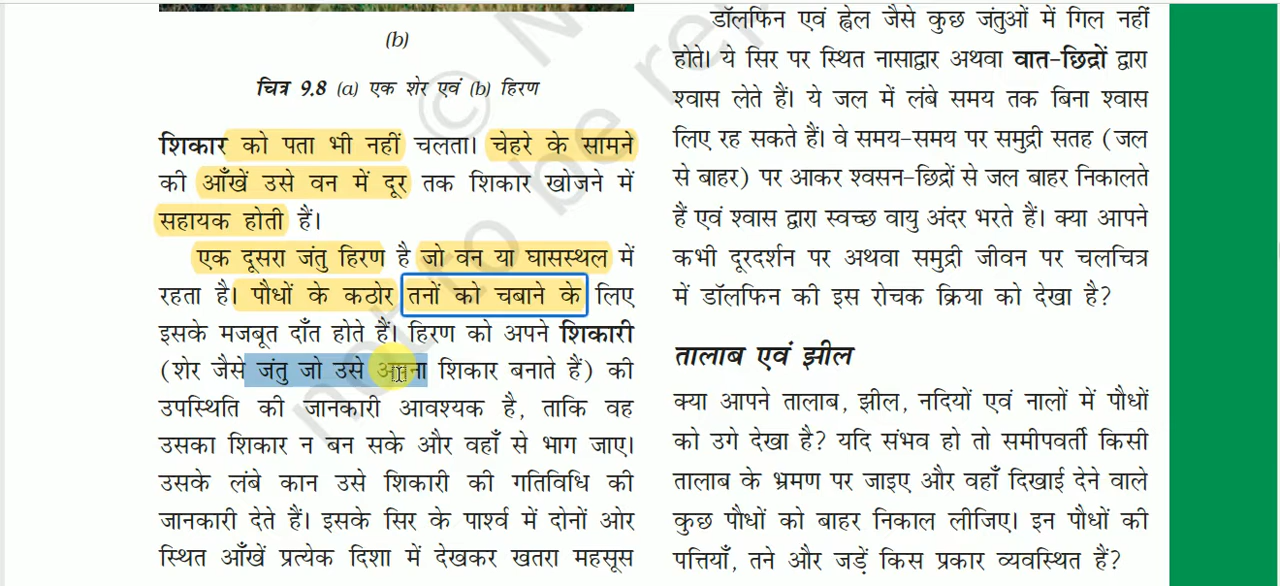 (b)
चित्र 9.8 (a) एक शेर एवं (b) हिरण
शिकार को पता भी नहीं चलता। चेहरे के सामने
की आँखें उसे वन में दूर तक शिकार खोजने में
सहायक होती हैं।
एक दूसरा जंतु हिरण है जो वन या घासस्थल में
रहता है। पौधों के कठोर तनों को चबाने के लिए
इसके मजबूत दाँत होते हैं। हिरण को अपने शिकारी
(शेर जैसे जंतु जो उसे अपना शिकार बनाते हैं) की
उपस्थिति की जानकारी आवश्यक है, ताकि वह
उसका शिकार न बन सके और वहाँ से भाग जाए।
उसके लंबे कान उसे शिकारी की गतिविधि की
जानकारी देते हैं। इसके सिर के पार्श्व में दोनों ओर
स्थित आँखें प्रत्येक दिशा में देखकर खतरा महसूस
डॉलफिन एवं ह्वेल जैसे कुछ जंतुओं में गिल नहीं
होते। ये सिर पर स्थित नासाद्वार अथवा वात-छिद्रों द्वारा
श्वास लेते हैं। ये जल में लंबे समय तक बिना श्वास
लिए रह सकते हैं। वे समय-समय पर समुद्री सतह (जल
से बाहर) पर आकर श्वसन-छिद्रों से जल बाहर निकालते
हैं एवं श्वास द्वारा स्वच्छ वायु अंदर भरते हैं। क्या आपने
कभी दूरदर्शन पर अथवा समुद्री जीवन पर चलचित्र
में डॉलफिन की इस रोचक क्रिया को देखा है?
तालाब एवं झील
क्या आपने तालाब, झील, नदियों एवं नालों में पौधों
को उगे देखा है? यदि संभव हो तो समीपवर्ती किसी
तालाब के भ्रमण पर जाइए और वहाँ दिखाई देने वाले
कुछ पौधों को बाहर निकाल लीजिए। इन पौधों की
पत्तियाँ, तने और जड़ें किस प्रकार व्यवस्थित हैं?
© N
not to be re